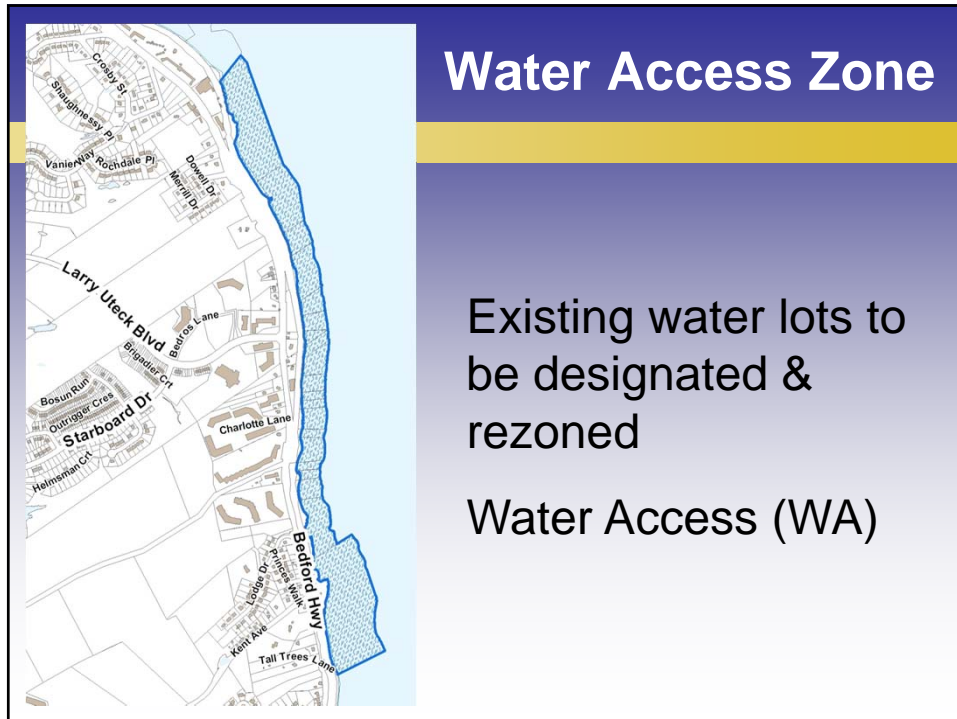 Water Access Zone
Existing water lots to
be designated &
rezoned
Water Access (WA)
Crosby St
Shaughnessy Pl
Vanier Way
Rochdale Pl
Dowell Dr
Merrill Dr
Larry Uteck Blvd
Bedros Lane
Brigadier Crt
Bosun Run
Outrigger Cres
Starboard Dr
Helmsman Crt
Charlotte Lane
Bedford Hwy
Lodge Dr
Princes Walk
Kent Ave
Tall Trees Lane